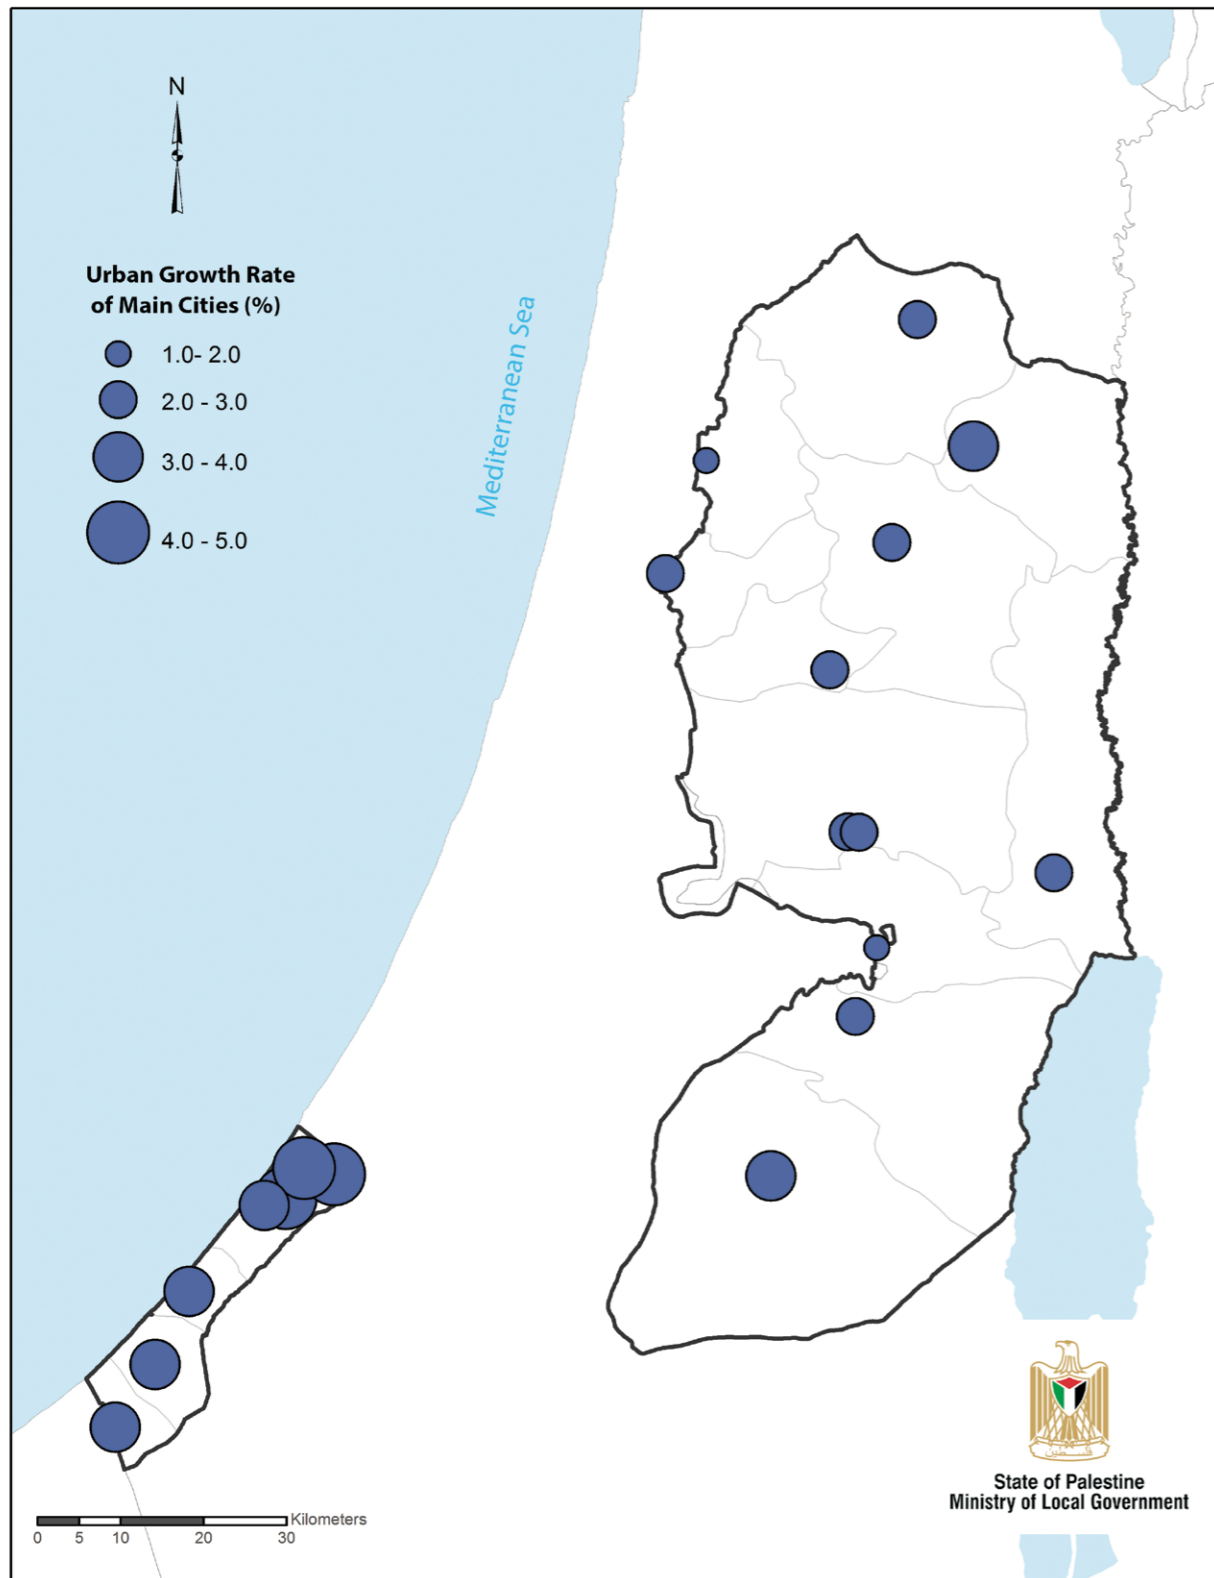 N
Urban Growth Rate
of Main Cities (%)
1.0- 2.0
2.0 - 3.0
3.0 - 4.0
4.0 - 5.0
Mediterranean Sea
فلسطين
State of Palestine
Ministry of Local Government
Kilometers
0 5 10 20 30